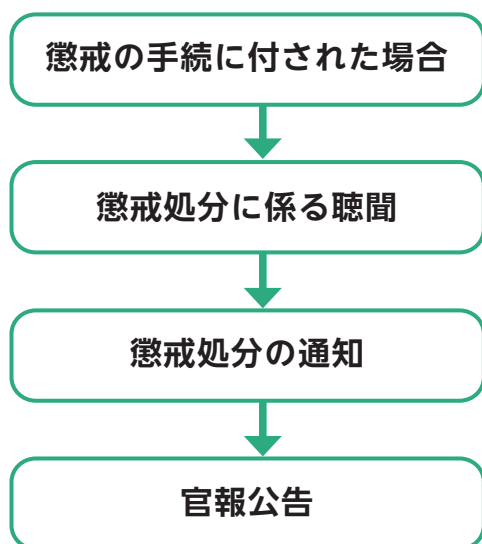 懲戒の手続に付された場合
懲戒処分に係る聴聞
懲戒処分の通知
官報公告